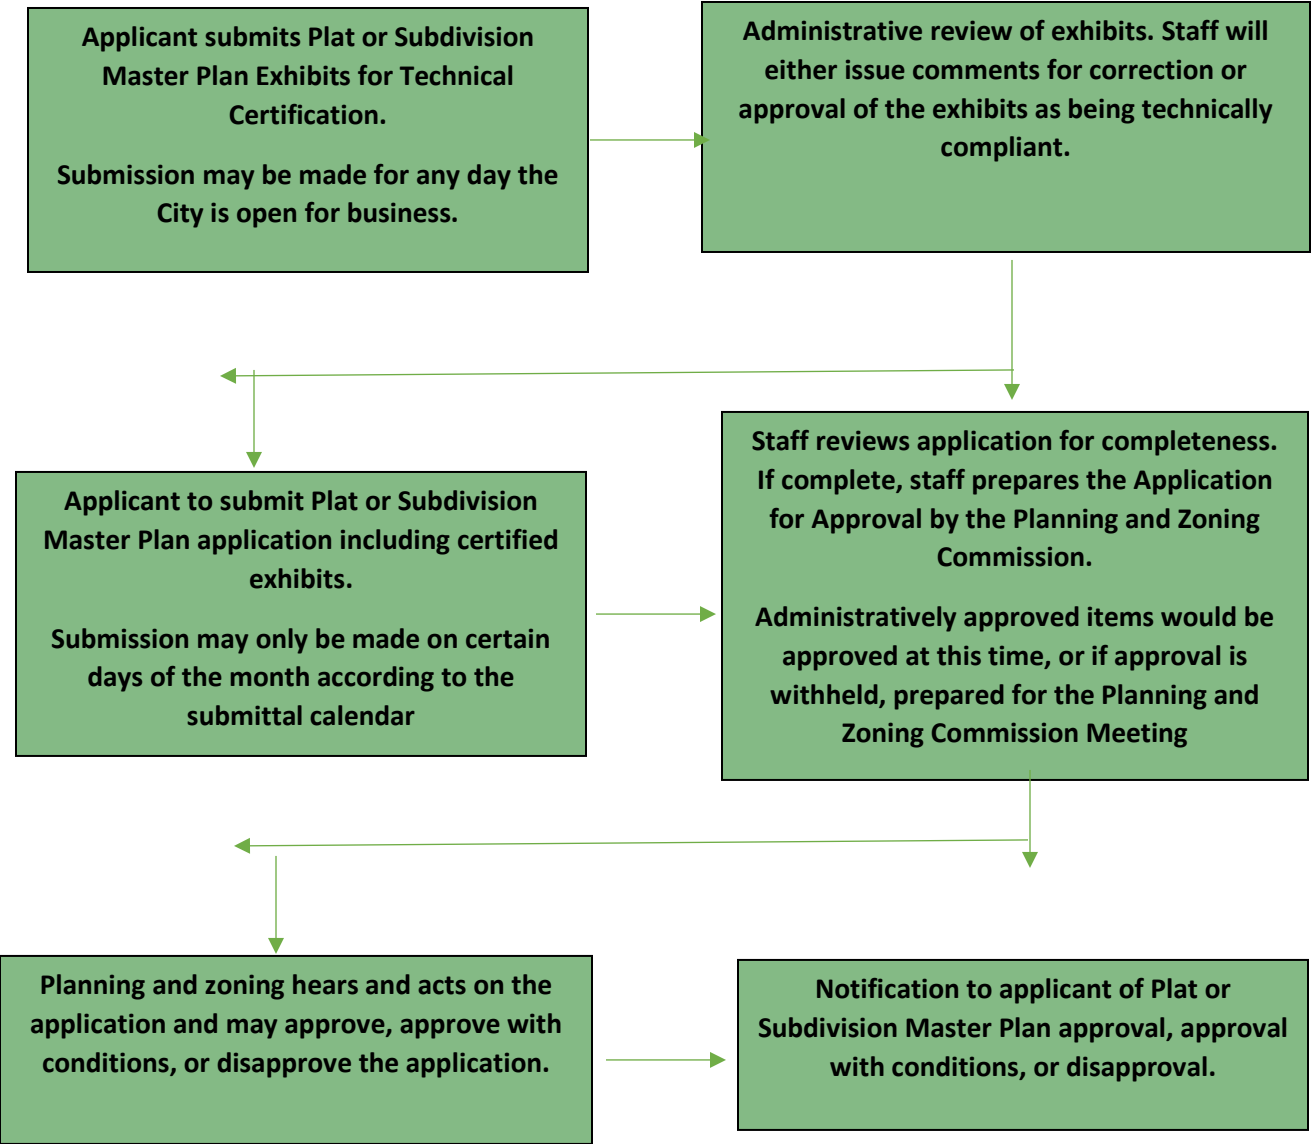 Applicant submits Plat or Subdivision
Master Plan Exhibits for Technical
Certification.
Submission may be made for any day the
City is open for business.
Administrative review of exhibits. Staff will
either issue comments for correction or
approval of the exhibits as being technically
compliant.
Applicant to submit Plat or Subdivision
Master Plan application including certified
exhibits.
Submission may only be made on certain
days of the month according to the
submittal calendar
Staff reviews application for completeness.
If complete, staff prepares the Application
for Approval by the Planning and Zoning
Commission.
Administratively approved items would be
approved at this time, or if approval is
withheld, prepared for the Planning and
Zoning Commission Meeting
Planning and zoning hears and acts on the
application and may approve, approve with
conditions, or disapprove the application.
Notification to applicant of Plat or
Subdivision Master Plan approval, approval
with conditions, or disapproval.